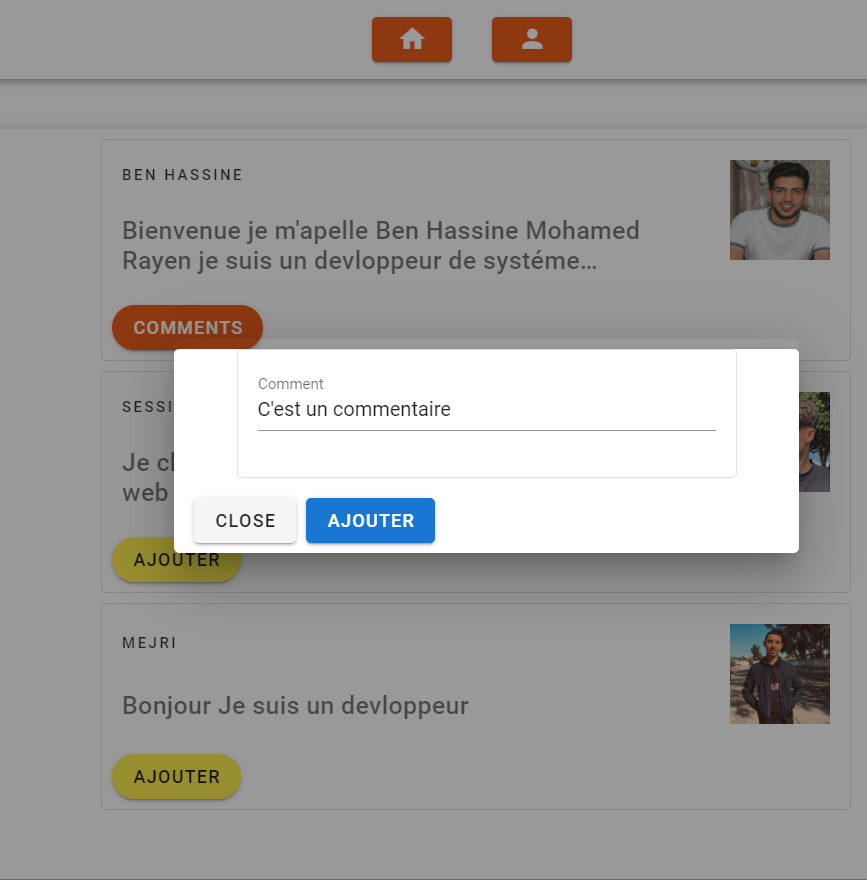 BEN HASSINE
Bienvenue je m'apelle Ben Hassine Mohamed
Rayen je suis un devloppeur de systéme...
COMMENTS
Comment
C'est un commentaire
CLOSE
AJOUTER
Je
web
AJOUTER
MEJRI
Bonjour Je suis un devloppeur
AJOUTER